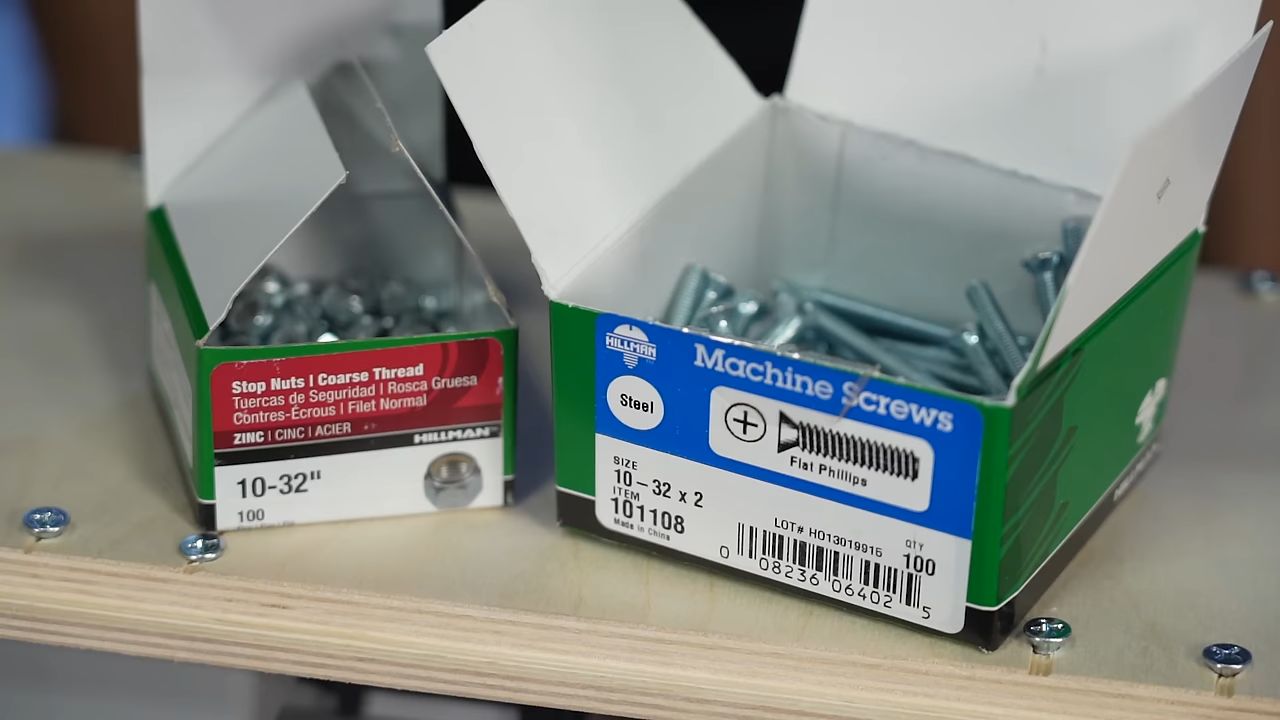 Stop Nuts | Coarse Thread
Tuercas de Seguridad | Rosca Gruesa
Contres-Écrous | Filet Normal
ZINC | CINC | ACIER
HILLMAN
10-32"
100
HILLMAN
Machine Screws
Steel
Flat Phillips
SIZE
10-32 x 2
ITEM
101108
Made in China
LOT# HO13019915
QTY
100
0 08236 06402 5